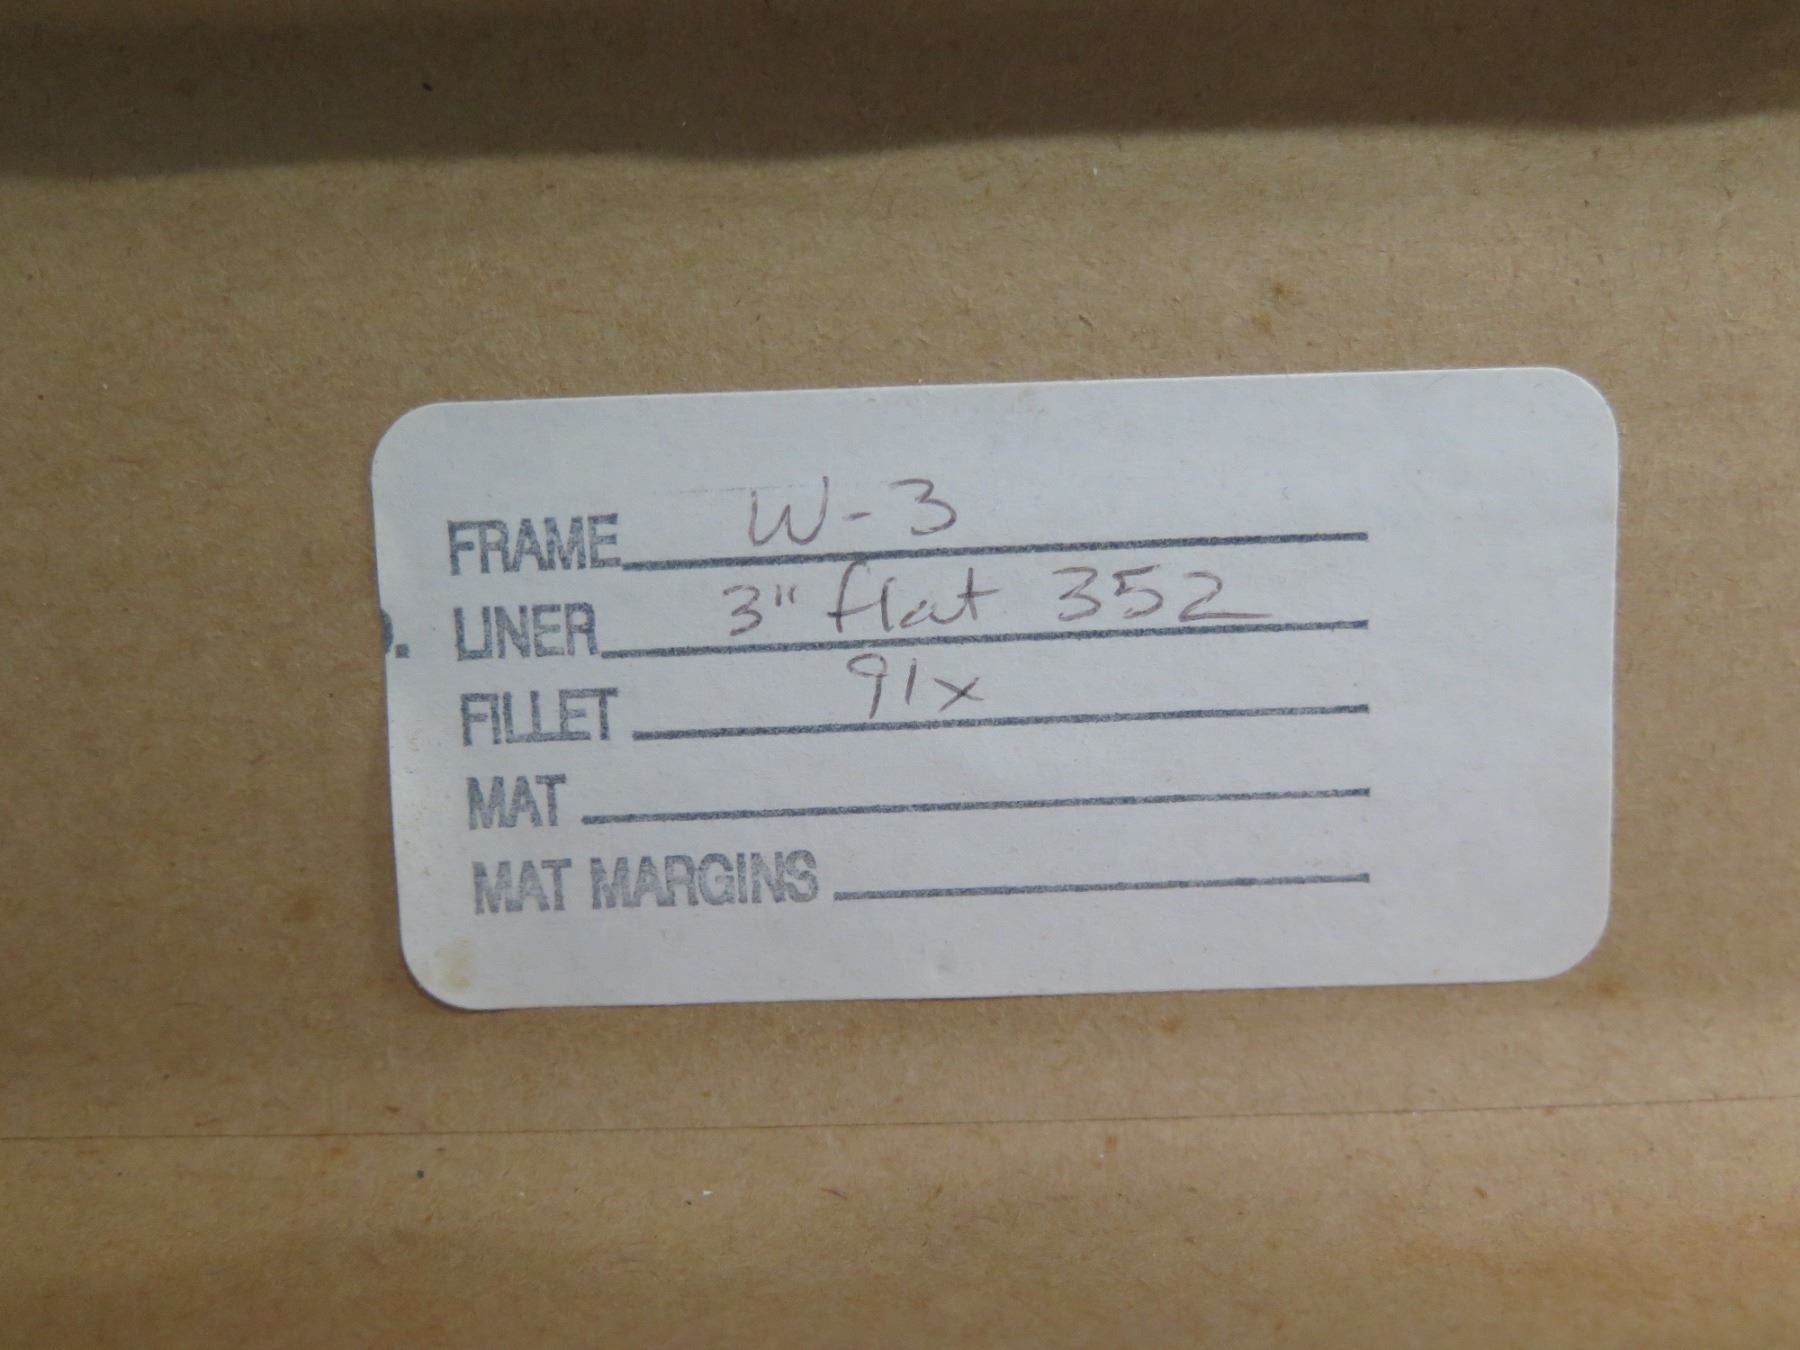 FRAME W-3
LINER 3" flat 352
FILLET 91x
MAT
MAT MARGINS